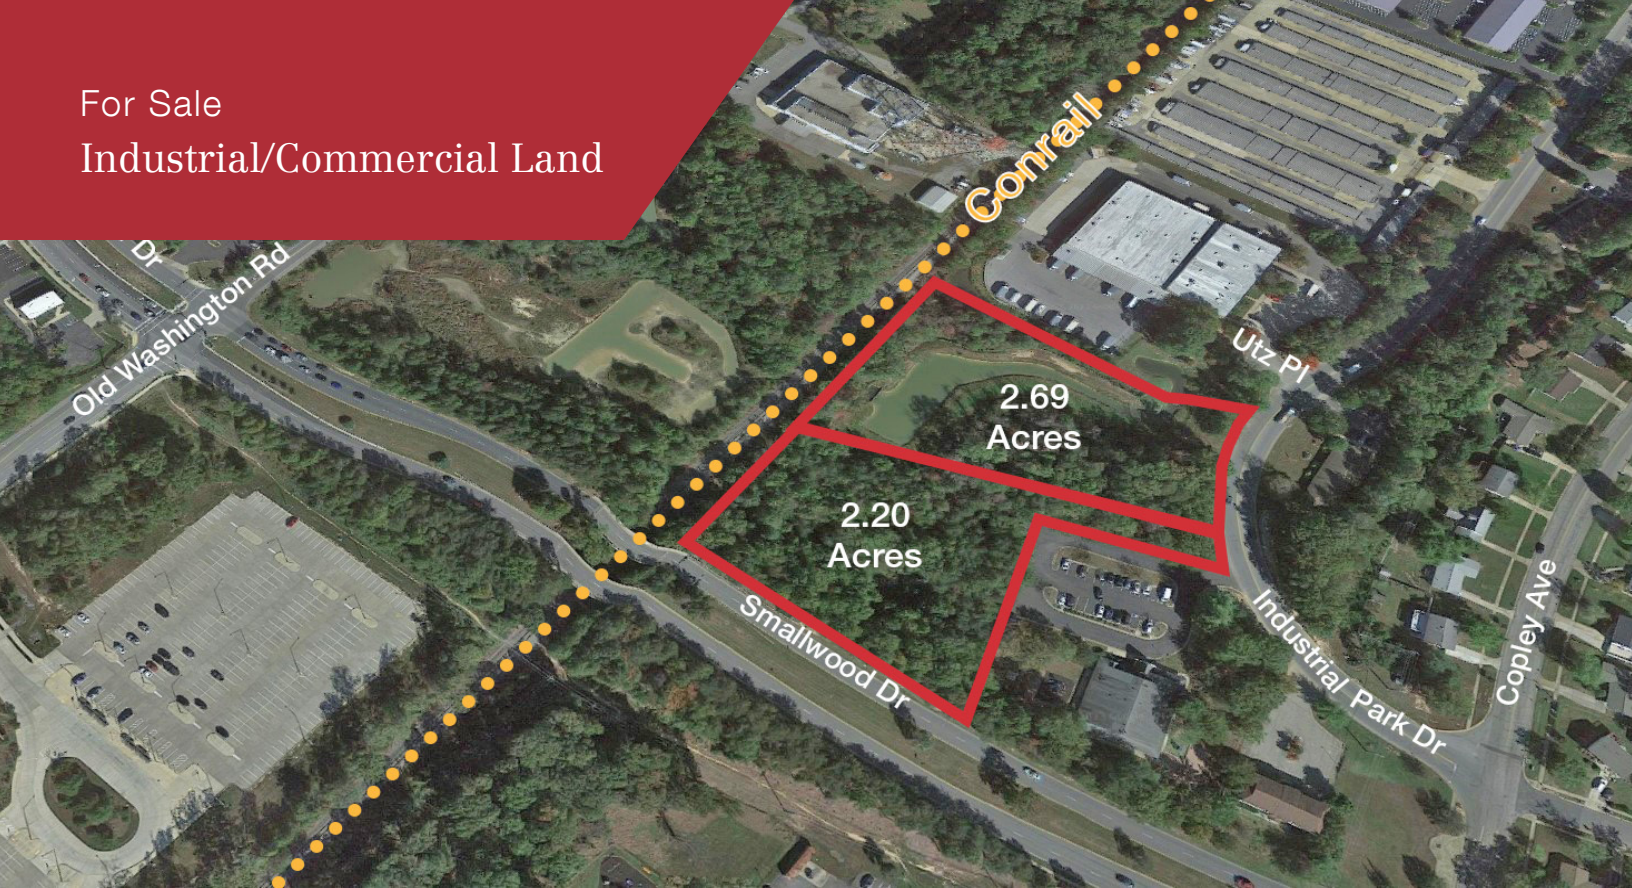 For Sale
Industrial/Commercial Land
Conrail
Dr
Old Washington Rd
Utz Pl
2.69
Acres
2.20
Acres
Smallwood Dr
Industrial Park Dr
Copley Ave